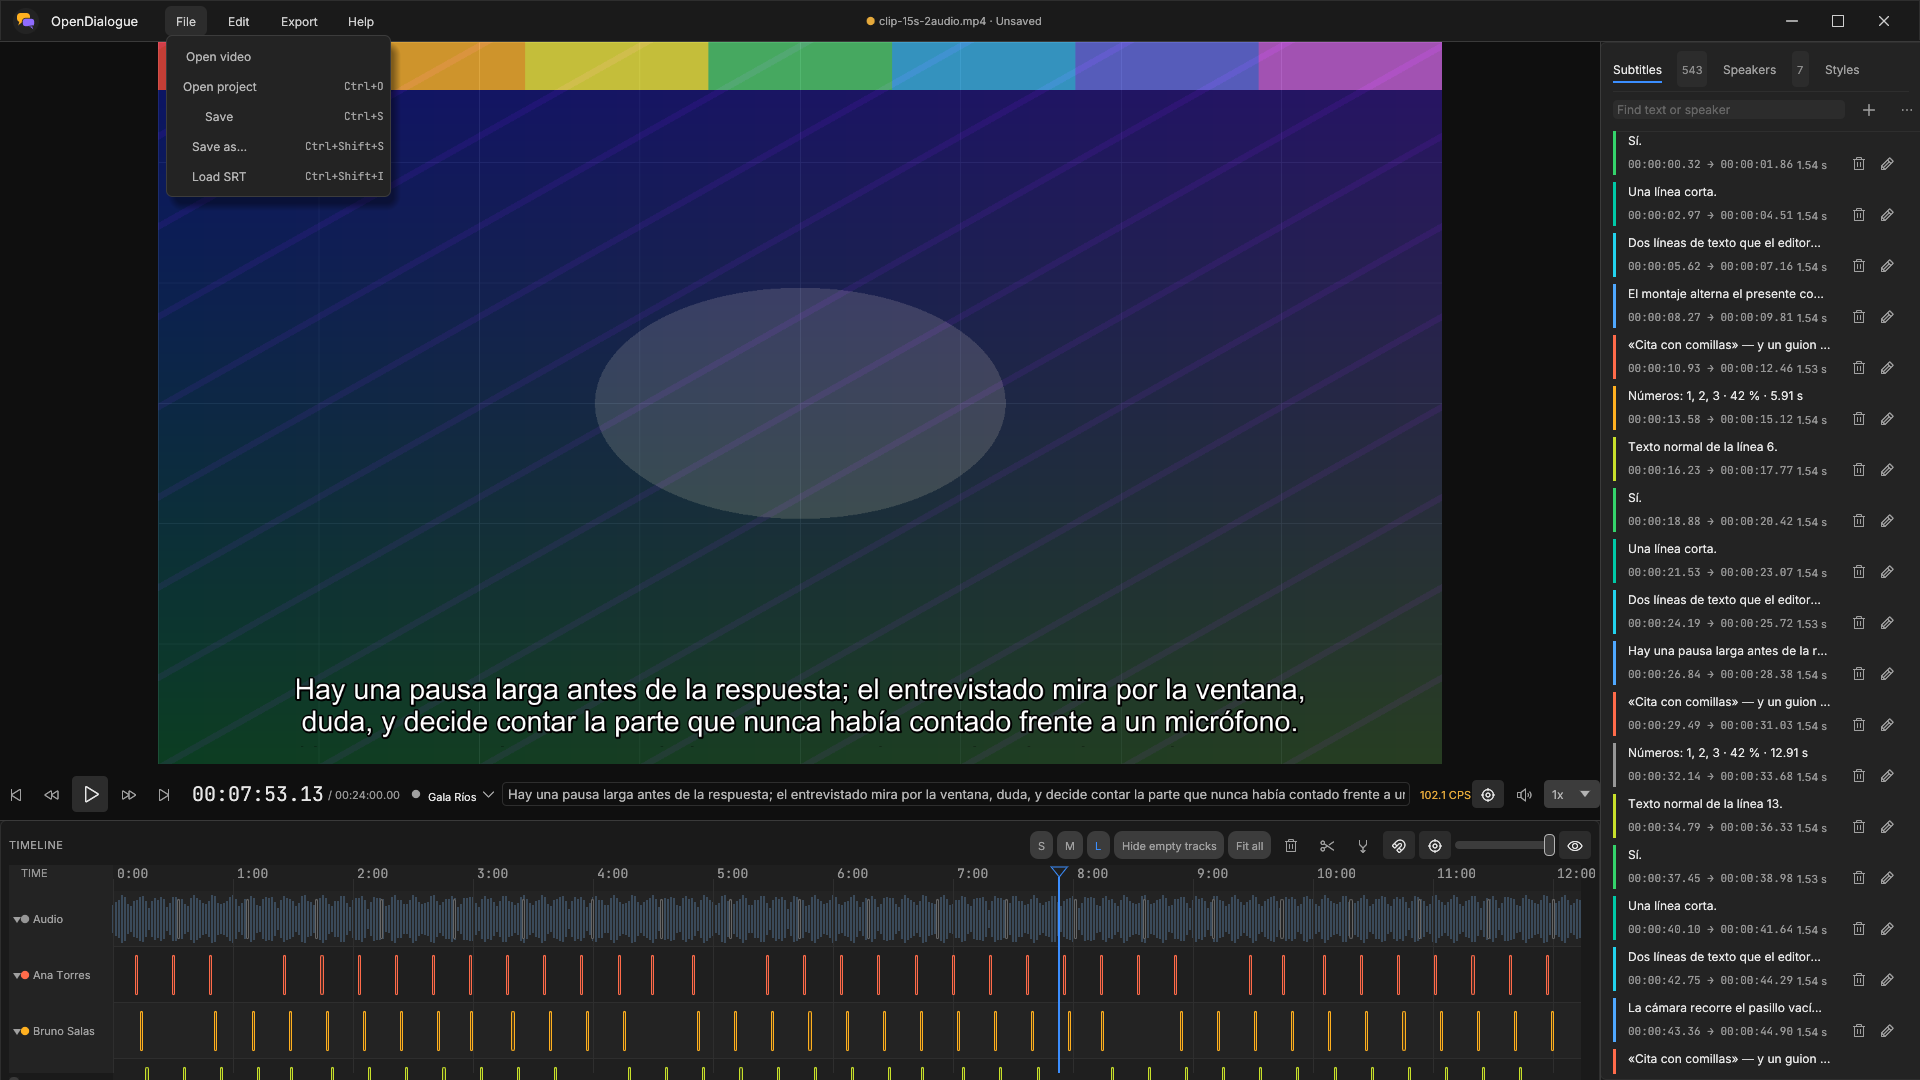 OpenDialogue
File
Edit
Export
Help
clip-15s-2audio.mp4 · Unsaved
Open video
Open project Ctrl+O
Save Ctrl+S
Save as... Ctrl+Shift+S
Load SRT Ctrl+Shift+I
Hay una pausa larga antes de la respuesta; el entrevistado mira por la ventana,
duda, y decide contar la parte que nunca había contado frente a un micrófono.
00:07:53.13 / 00:24:00.00
Gala Ríos
Hay una pausa larga antes de la respuesta; el entrevistado mira por la ventana, duda, y decide contar la parte que nunca había contado frente a ur
102.1 CPS
1x
Subtitles 543
Speakers 7
Styles
Find text or speaker
Sí.
00:00:00.32 → 00:00:01.86 1.54 s
Una línea corta.
00:00:02.97 → 00:00:04.51 1.54 s
Dos líneas de texto que el editor...
00:00:05.62 → 00:00:07.16 1.54 s
El montaje alterna el presente co...
00:00:08.27 → 00:00:09.81 1.54 s
«Cita con comillas» — y un guion ...
00:00:10.93 → 00:00:12.46 1.53 s
Números: 1, 2, 3 · 42 % · 5.91 s
00:00:13.58 → 00:00:15.12 1.54 s
Texto normal de la línea 6.
00:00:16.23 → 00:00:17.77 1.54 s
Sí.
00:00:18.88 → 00:00:20.42 1.54 s
Una línea corta.
00:00:21.53 → 00:00:23.07 1.54 s
Dos líneas de texto que el editor...
00:00:24.19 → 00:00:25.72 1.53 s
Hay una pausa larga antes de la r...
00:00:26.84 → 00:00:28.38 1.54 s
«Cita con comillas» — y un guion ...
00:00:29.49 → 00:00:31.03 1.54 s
Números: 1, 2, 3 · 42 % · 12.91 s
00:00:32.14 → 00:00:33.68 1.54 s
Texto normal de la línea 13.
00:00:34.79 → 00:00:36.33 1.54 s
Sí.
00:00:37.45 → 00:00:38.98 1.53 s
Una línea corta.
00:00:40.10 → 00:00:41.64 1.54 s
Dos líneas de texto que el editor...
00:00:42.75 → 00:00:44.29 1.54 s
La cámara recorre el pasillo vací...
00:00:43.36 → 00:00:44.90 1.54 s
«Cita con comillas» — y un guion ...
TIMELINE
S M L Hide empty tracks Fit all
TIME 0:00 1:00 2:00 3:00 4:00 5:00 6:00 7:00 8:00 9:00 10:00 11:00 12:00
Audio
Ana Torres
Bruno Salas